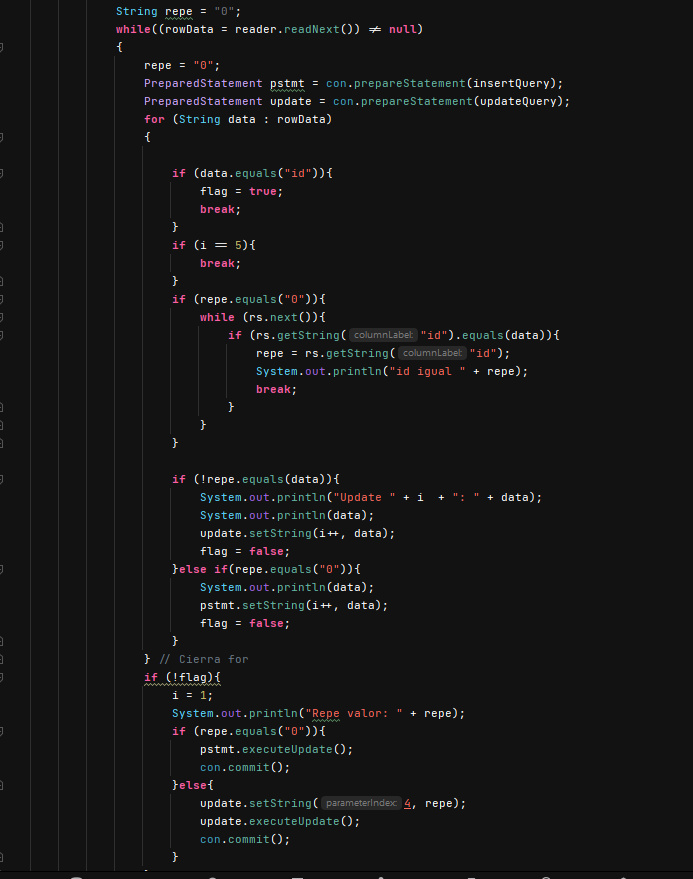 String repe = "0";
while((rowData = reader.readNext()) ≠ null)
{
repe = "0";
PreparedStatement pstmt = con.prepareStatement(insertQuery);
PreparedStatement update = con.prepareStatement(updateQuery);
for (String data : rowData)
{
if (data.equals("id")){
flag = true;
break;
}
if (i == 5){
break;
}
if (repe.equals("0")){
while (rs.next()){
if (rs.getString( columnLabel: "id").equals(data)){
repe = rs.getString( columnLabel: "id");
System.out.println("id igual " + repe);
break;
}
}
}
if (!repe.equals(data)){
System.out.println("Update " + i  + ": " + data);
System.out.println(data);
update.setString(i++, data);
flag = false;
}else if(repe.equals("0")){
System.out.println(data);
pstmt.setString(i++, data);
flag = false;
}
} // Cierra for
if (!flag){
i = 1;
System.out.println("Repe valor: " + repe);
if (repe.equals("0")){
pstmt.executeUpdate();
con.commit();
}else{
update.setString( parameterIndex: 4, repe);
update.executeUpdate();
con.commit();
}